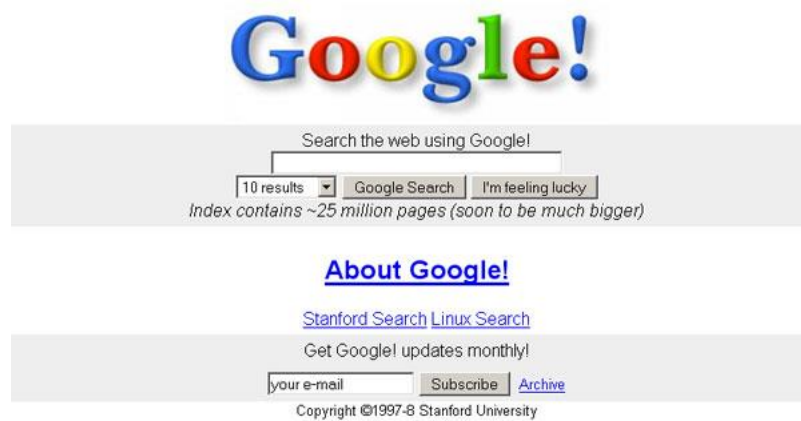 Google!
Search the web using Google!
10 results Google Search I'm feeling lucky
Index contains ~25 million pages (soon to be much bigger)
About Google!
Stanford Search Linux Search
Get Google! updates monthly!
your e-mail Subscribe Archive
Copyright ©1997-8 Stanford University